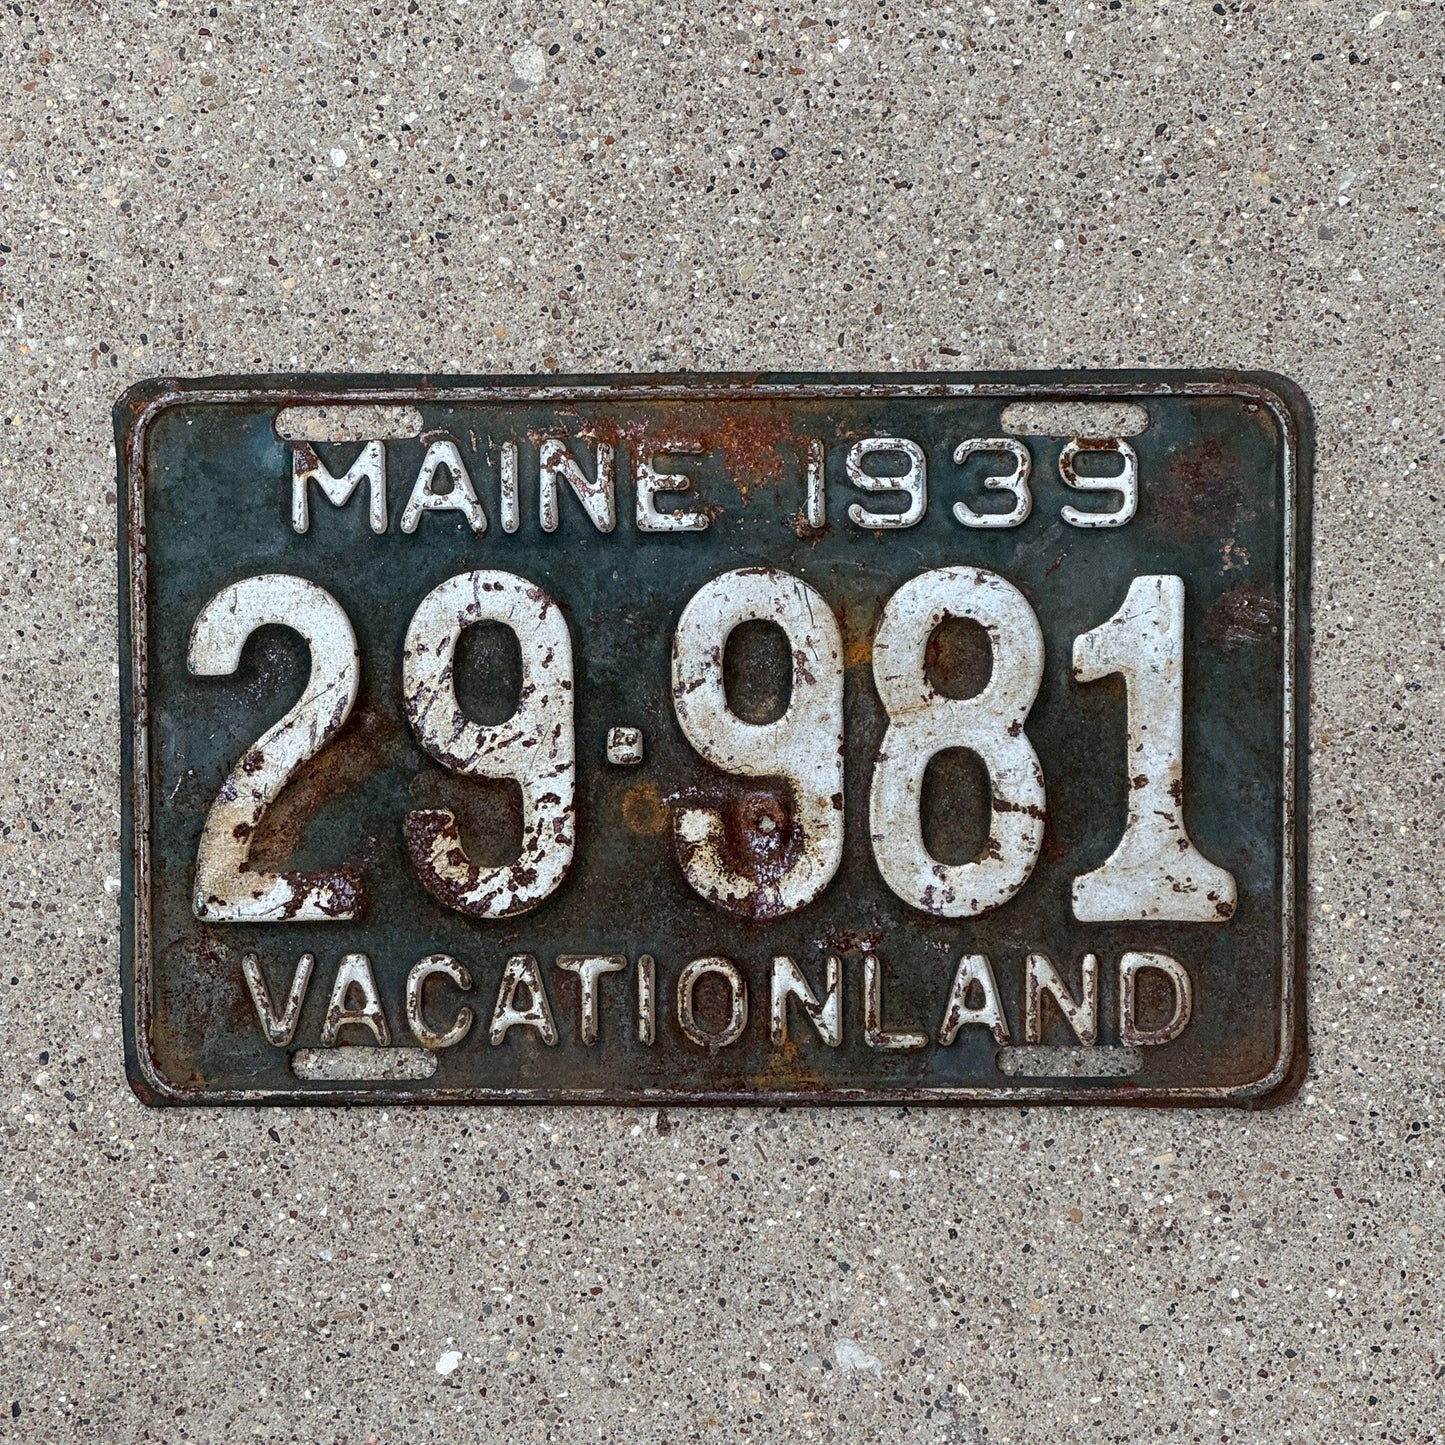 MAINE 1939
29·981
VACATIONLAND